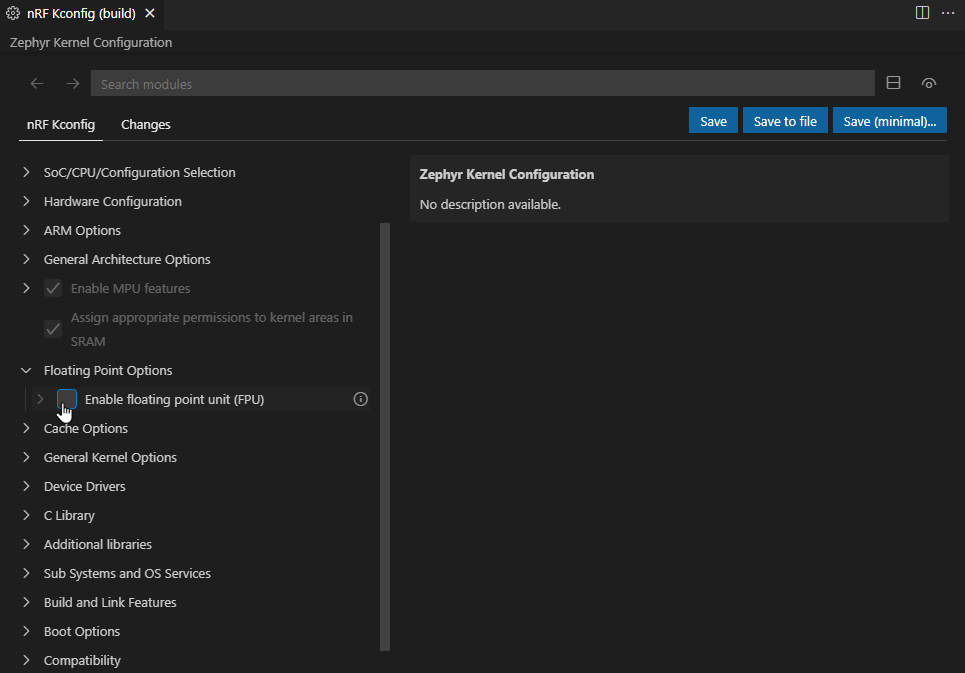 nRF Kconfig (build)
Zephyr Kernel Configuration
Search modules
nRF Kconfig Changes Save Save to file Save (minimal)...
SoC/CPU/Configuration Selection
Hardware Configuration
ARM Options
General Architecture Options
Enable MPU features
Assign appropriate permissions to kernel areas in
SRAM
Floating Point Options
Enable floating point unit (FPU)
Cache Options
General Kernel Options
Device Drivers
C Library
Additional libraries
Sub Systems and OS Services
Build and Link Features
Boot Options
Compatibility
Zephyr Kernel Configuration
No description available.